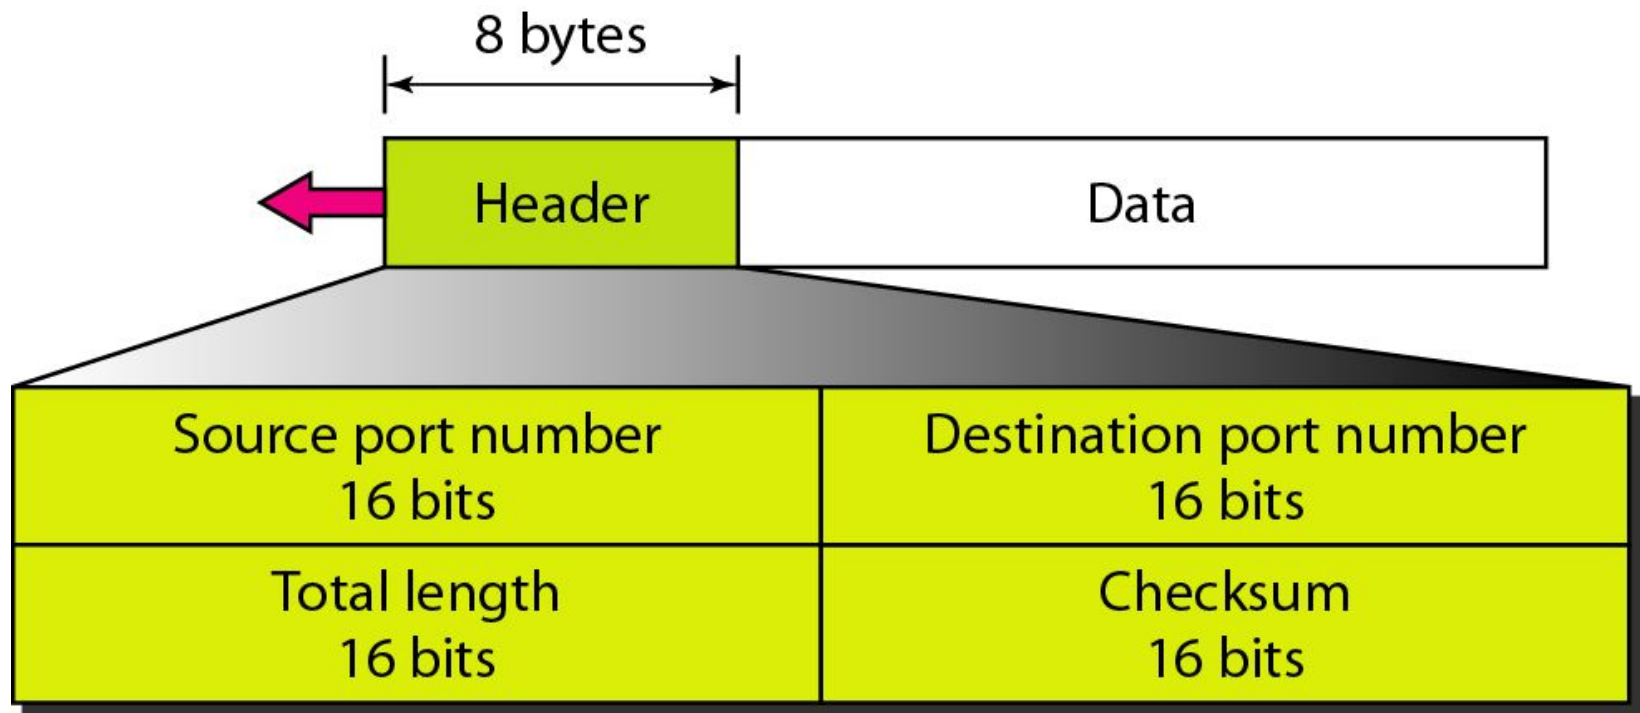 8 bytes
Header
Data
Source port number
16 bits
Destination port number
16 bits
Total length
16 bits
Checksum
16 bits